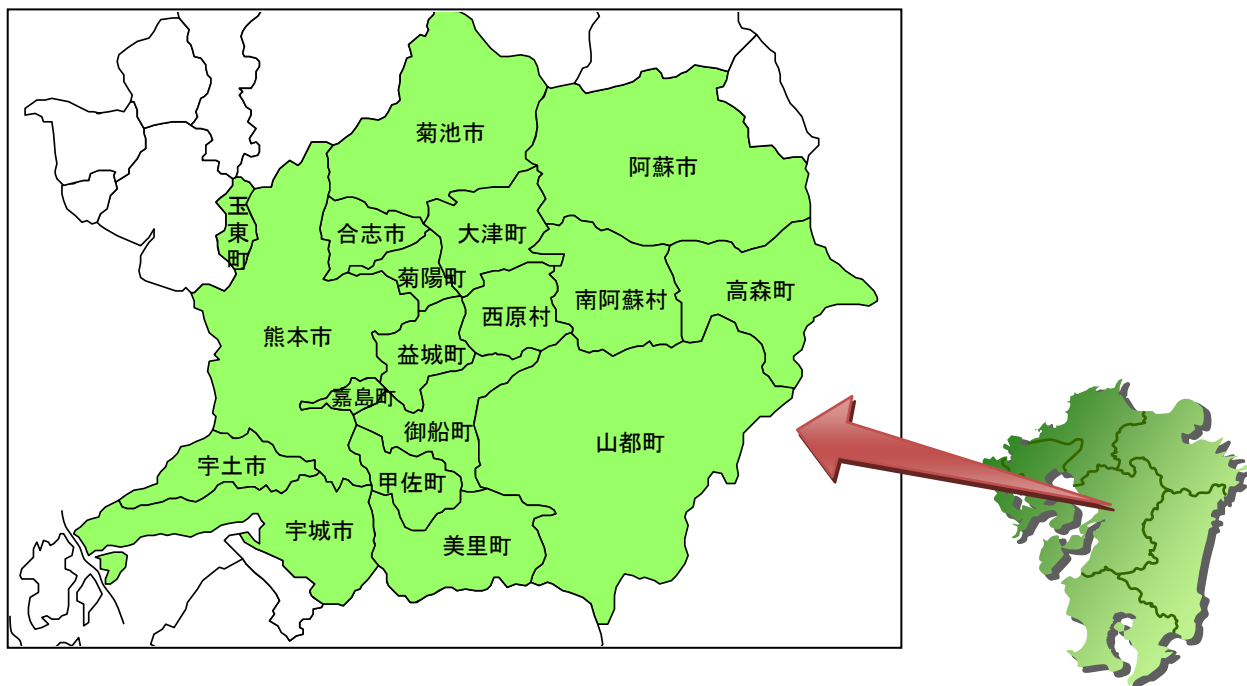 菊池市
阿蘇市
玉東町
合志市
大津町
菊陽町
南阿蘇村
高森町
西原村
熊本市
益城町
嘉島町
御船町
山都町
宇土市
甲佐町
宇城市
美里町